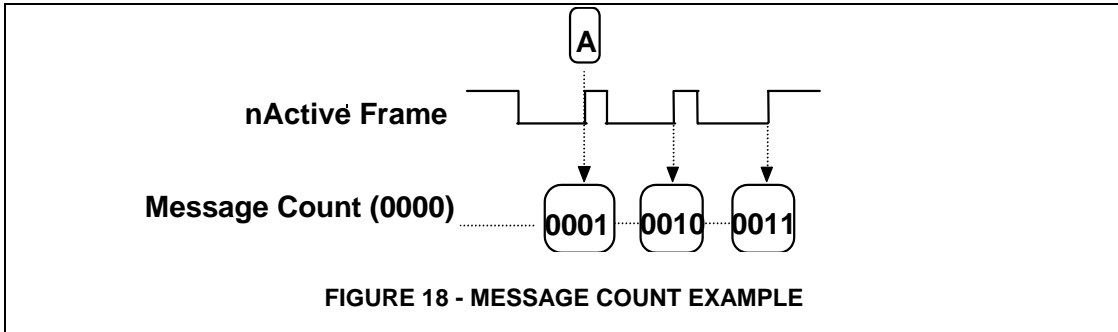 A
nActive Frame
Message Count (0000)
0001 0010 0011
FIGURE 18 - MESSAGE COUNT EXAMPLE